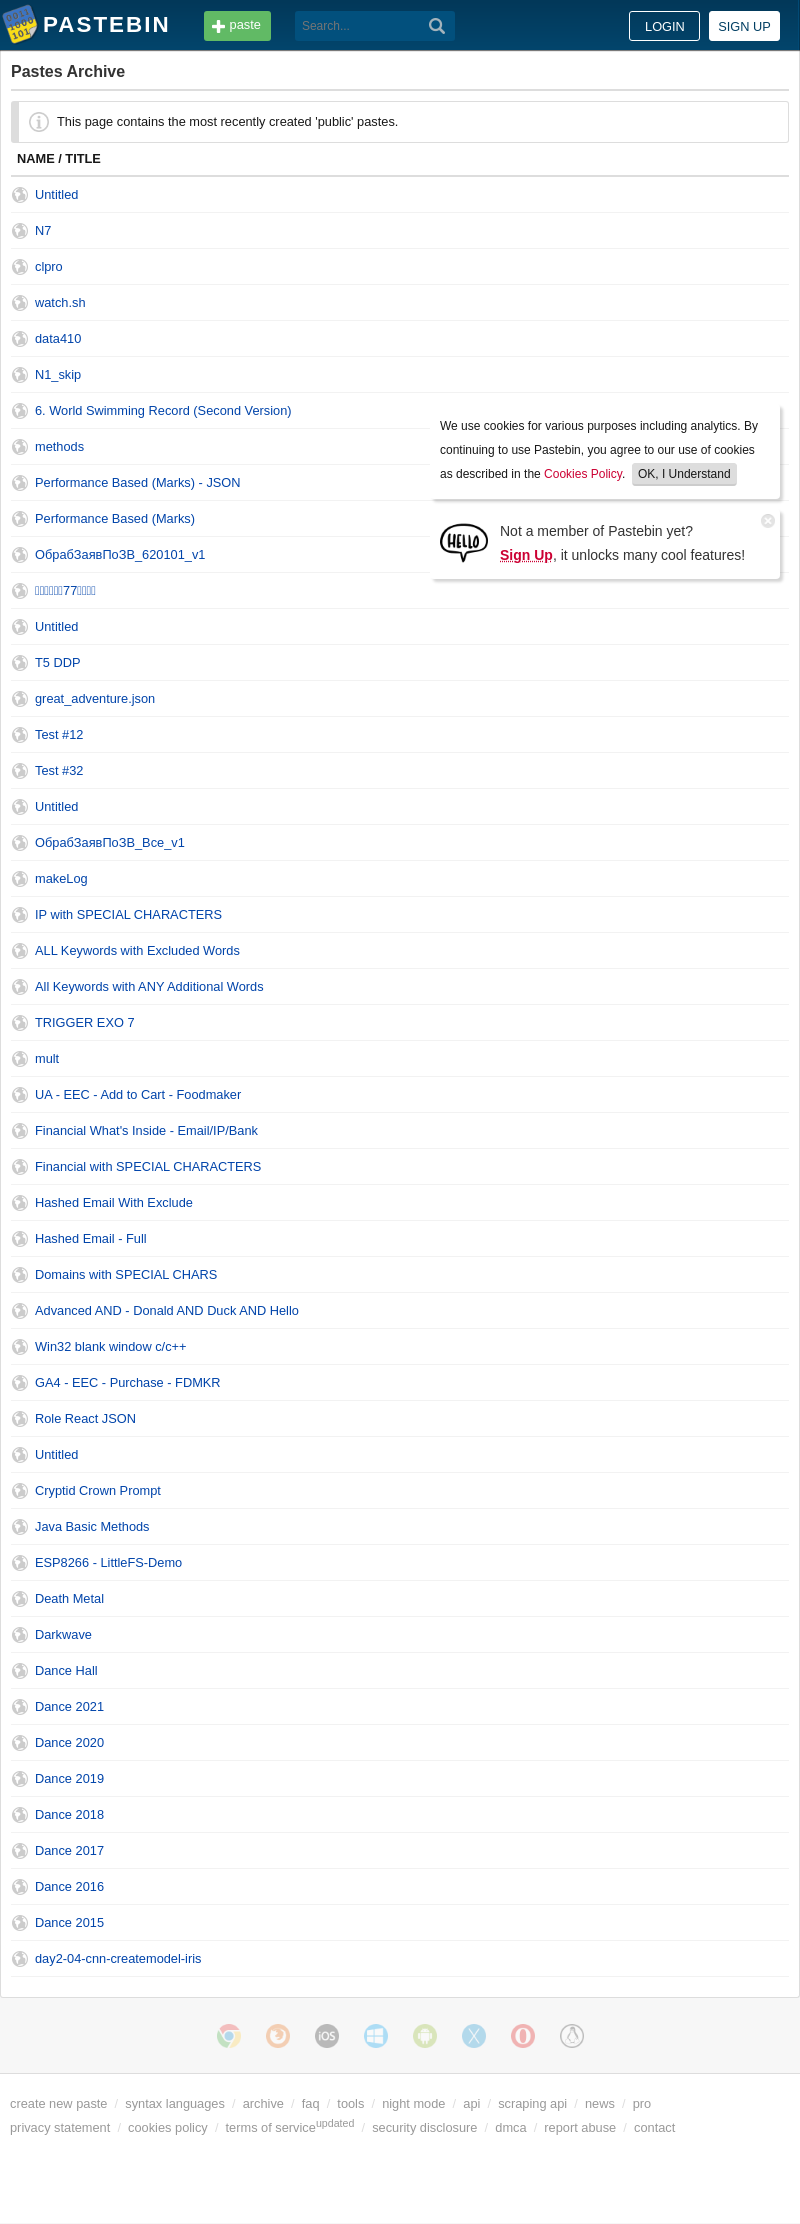 PASTEBIN
paste
Search...
LOGIN
SIGN UP
Pastes Archive
This page contains the most recently created 'public' pastes.
NAME / TITLE
Untitled
N7
clpro
watch.sh
data410
N1_skip
6. World Swimming Record (Second Version)
methods
Performance Based (Marks) - JSON
Performance Based (Marks)
ОбрабЗаявПоЗВ_620101_v1
77
Untitled
T5 DDP
great_adventure.json
Test #12
Test #32
Untitled
ОбрабЗаявПоЗВ_Все_v1
makeLog
IP with SPECIAL CHARACTERS
ALL Keywords with Excluded Words
All Keywords with ANY Additional Words
TRIGGER EXO 7
mult
UA - EEC - Add to Cart - Foodmaker
Financial What's Inside - Email/IP/Bank
Financial with SPECIAL CHARACTERS
Hashed Email With Exclude
Hashed Email - Full
Domains with SPECIAL CHARS
Advanced AND - Donald AND Duck AND Hello
Win32 blank window c/c++
GA4 - EEC - Purchase - FDMKR
Role React JSON
Untitled
Cryptid Crown Prompt
Java Basic Methods
ESP8266 - LittleFS-Demo
Death Metal
Darkwave
Dance Hall
Dance 2021
Dance 2020
Dance 2019
Dance 2018
Dance 2017
Dance 2016
Dance 2015
day2-04-cnn-createmodel-iris
We use cookies for various purposes including analytics. By
continuing to use Pastebin, you agree to our use of cookies
as described in the Cookies Policy. OK, I Understand
HELLO
Not a member of Pastebin yet?
Sign Up, it unlocks many cool features!
iOS
create new paste / syntax languages / archive / faq / tools / night mode / api / scraping api / news / pro
privacy statement / cookies policy / terms of serviceupdated / security disclosure / dmca / report abuse / contact